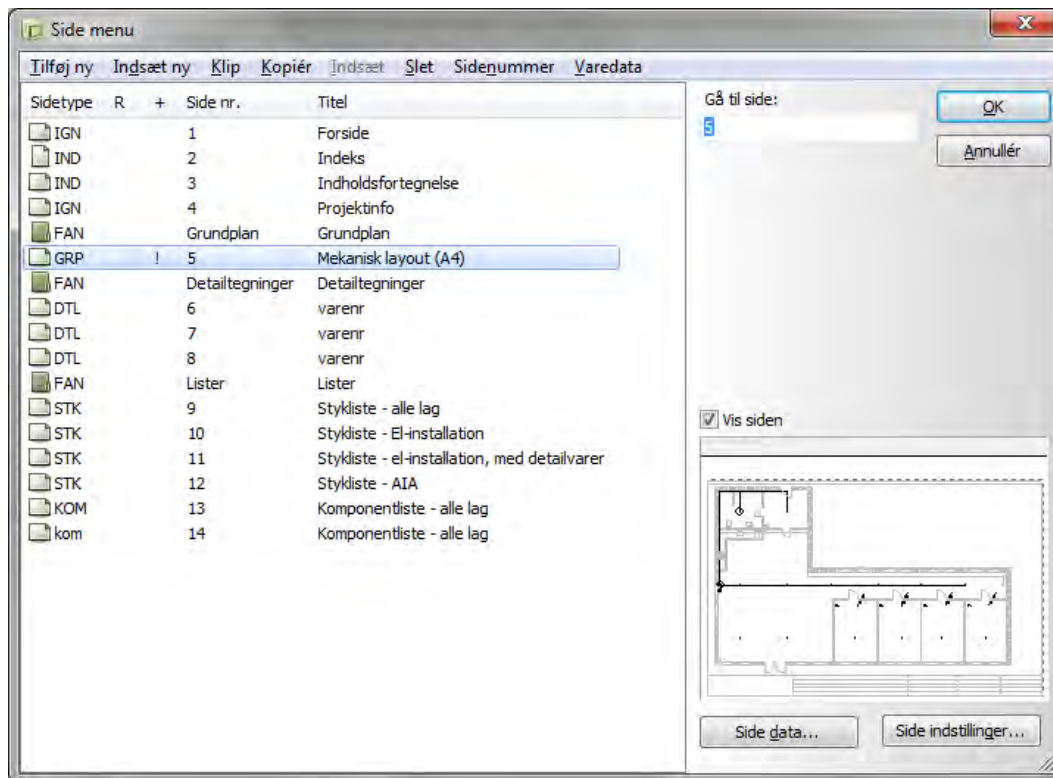 Side menu
Tilføj ny Indsæt ny Klip Kopiér Indsæt Slet Sidenummer Varedata
Sidetype R + Side nr. Titel
IGN 1 Forside
IND 2 Indeks
IND 3 Indholdsfortegnelse
IGN 4 Projektinfo
FAN Grundplan Grundplan
GRP ! 5 Mekanisk layout (A4)
FAN Detailtegninger Detailtegninger
DTL 6 varenr
DTL 7 varenr
DTL 8 varenr
FAN Lister Lister
STK 9 Stykliste - alle lag
STK 10 Stykliste - El-installation
STK 11 Stykliste - el-installation, med detailvarer
STK 12 Stykliste - AIA
KOM 13 Komponentliste - alle lag
kom 14 Komponentliste - alle lag
Gå til side:
5
OK
Annullér
Vis siden
Side data...
Side indstillinger...